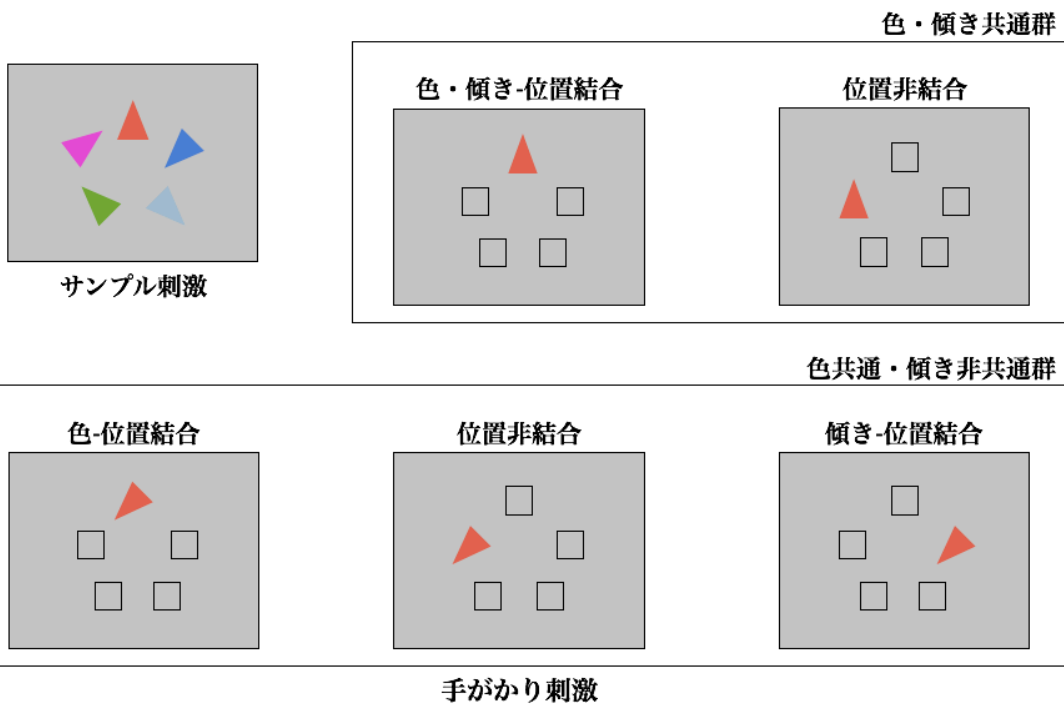 色・傾き共通群
色・傾き-位置結合
位置非結合
サンプル刺激
色共通・傾き非共通群
色-位置結合
位置非結合
傾き-位置結合
手がかり刺激